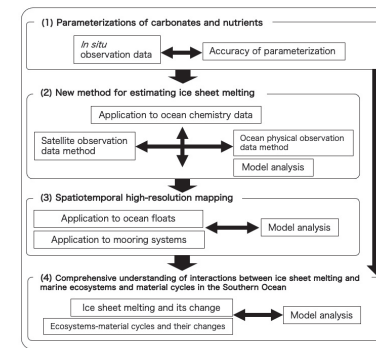 (1) Parameterizations of carbonates and nutrients
In situ
observation data
Accuracy of parameterization
(2) New method for estimating ice sheet melting
Application to ocean chemistry data
Satellite observation
data method
Ocean physical observation
data method
Model analysis
(3) Spatiotemporal high-resolution mapping
Application to ocean floats
Application to mooring systems
Model analysis
(4) Comprehensive understanding of interactions between ice sheet melting and
marine ecosystems and material cycles in the Southern Ocean
Ice sheet melting and its change
Ecosystems-material cycles and their changes
Model analysis